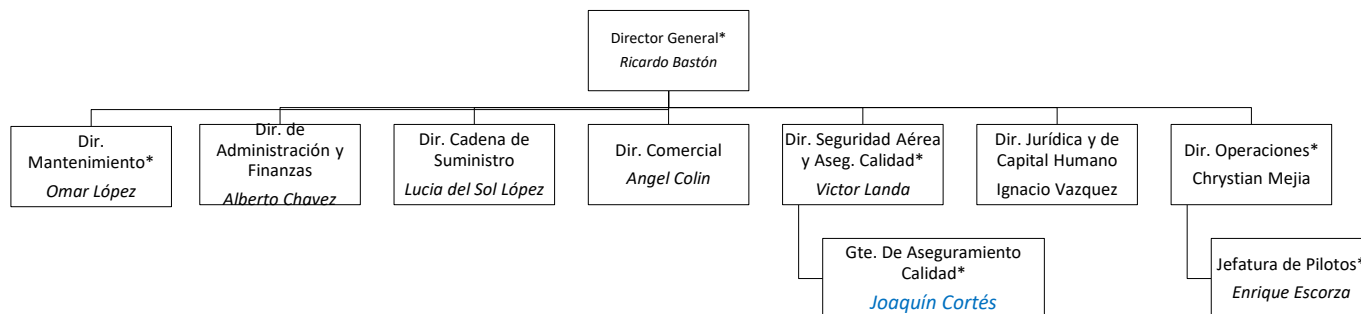 Director General*
Ricardo Bastón
Dir.
Mantenimiento*
Omar López
Dir. de
Administración y
Finanzas
Alberto Chavez
Dir. Cadena de
Suministro
Lucia del Sol López
Dir. Comercial
Angel Colin
Dir. Seguridad Aérea
y Aseg. Calidad*
Victor Landa
Dir. Jurídica y de
Capital Humano
Ignacio Vazquez
Dir. Operaciones*
Chrystian Mejia
Gte. De Aseguramiento
Calidad*
Joaquín Cortés
Jefatura de Pilotos*
Enrique Escorza